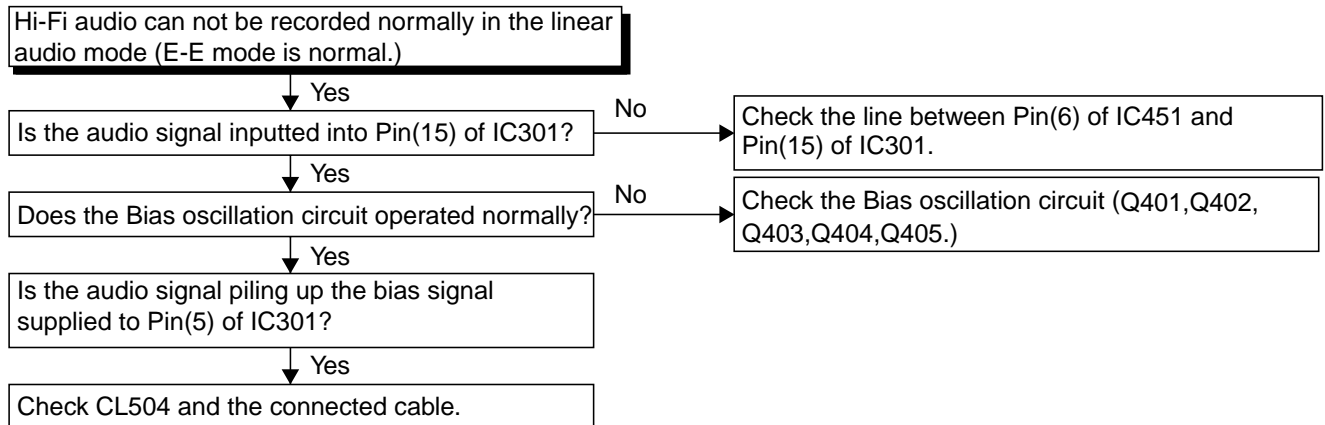 Hi-Fi audio can not be recorded normally in the linear
audio mode (E-E mode is normal.)
Yes
Is the audio signal inputted into Pin(15) of IC301?
No
Check the line between Pin(6) of IC451 and
Pin(15) of IC301.
Yes
Does the Bias oscillation circuit operated normally?
No
Check the Bias oscillation circuit (Q401,Q402,
Q403,Q404,Q405.)
Yes
Is the audio signal piling up the bias signal
supplied to Pin(5) of IC301?
Yes
Check CL504 and the connected cable.